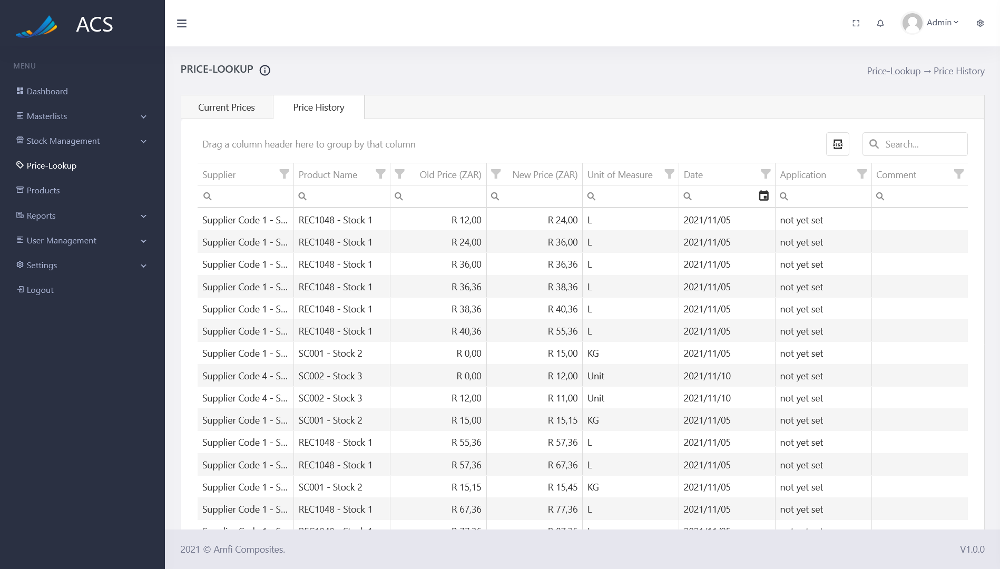 ACS
Admin
MENU
Dashboard
Masterlists
Stock Management
Price-Lookup
Products
Reports
User Management
Settings
Logout
PRICE-LOOKUP
Price-Lookup → Price History
Current Prices Price History
Drag a column header here to group by that column
XLSX
Search...
Supplier Product Name Old Price (ZAR) New Price (ZAR) Unit of Measure Date Application Comment
Supplier Code 1 - S... REC1048 - Stock 1 R 12,00 R 24,00 L 2021/11/05 not yet set
Supplier Code 1 - S... REC1048 - Stock 1 R 24,00 R 36,00 L 2021/11/05 not yet set
Supplier Code 1 - S... REC1048 - Stock 1 R 36,00 R 36,36 L 2021/11/05 not yet set
Supplier Code 1 - S... REC1048 - Stock 1 R 36,36 R 38,36 L 2021/11/05 not yet set
Supplier Code 1 - S... REC1048 - Stock 1 R 38,36 R 40,36 L 2021/11/05 not yet set
Supplier Code 1 - S... REC1048 - Stock 1 R 40,36 R 55,36 L 2021/11/05 not yet set
Supplier Code 1 - S... SC001 - Stock 2 R 0,00 R 15,00 KG 2021/11/05 not yet set
Supplier Code 4 - S... SC002 - Stock 3 R 0,00 R 12,00 Unit 2021/11/10 not yet set
Supplier Code 4 - S... SC002 - Stock 3 R 12,00 R 11,00 Unit 2021/11/10 not yet set
Supplier Code 1 - S... SC001 - Stock 2 R 15,00 R 15,15 KG 2021/11/05 not yet set
Supplier Code 1 - S... REC1048 - Stock 1 R 55,36 R 57,36 L 2021/11/05 not yet set
Supplier Code 1 - S... REC1048 - Stock 1 R 57,36 R 67,36 L 2021/11/05 not yet set
Supplier Code 1 - S... SC001 - Stock 2 R 15,15 R 15,45 KG 2021/11/05 not yet set
Supplier Code 1 - S... REC1048 - Stock 1 R 67,36 R 77,36 L 2021/11/05 not yet set
2021 © Amfi Composites.
V1.0.0